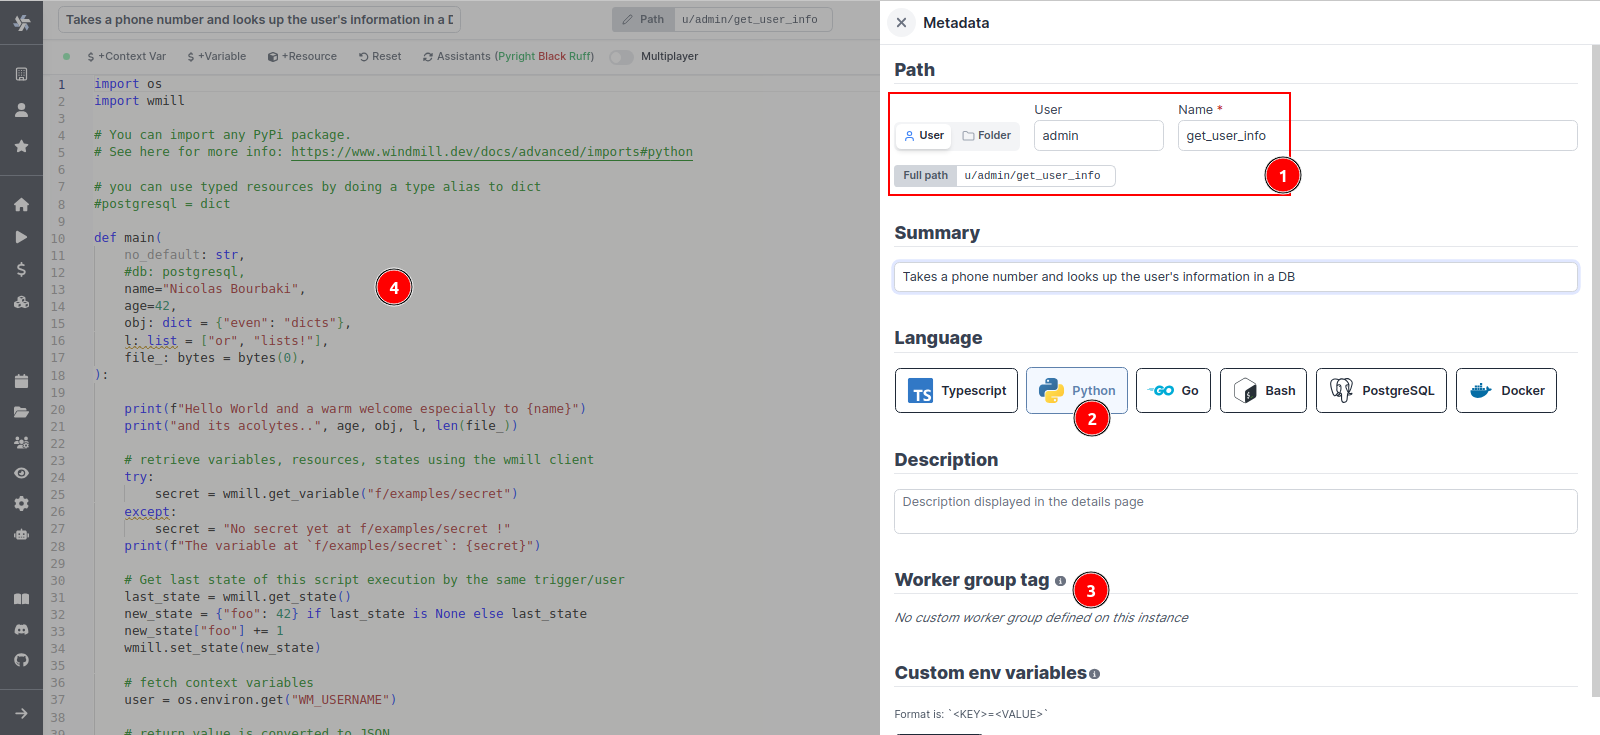 Takes a phone number and looks up the user's information in a D
Path u/admin/get_user_info
$ +Context Var $ +Variable +Resource Reset Assistants (Pyright Black Ruff) Multiplayer
1 import os
2 import wmill
3
4 # You can import any PyPi package.
5 # See here for more info: https://www.windmill.dev/docs/advanced/imports#python
6
7 # you can use typed resources by doing a type alias to dict
8 #postgresql = dict
9
10 def main(
11 no_default: str,
12 #db: postgresql,
13 name="Nicolas Bourbaki",
14 age=42,
15 obj: dict = {"even": "dicts"},
16 l: list = ["or", "lists!"],
17 file_: bytes = bytes(0),
18 ):
19
20 print(f"Hello World and a warm welcome especially to {name}")
21 print("and its acolytes..", age, obj, l, len(file_))
22
23 # retrieve variables, resources, states using the wmill client
24 try:
25 secret = wmill.get_variable("f/examples/secret")
26 except:
27 secret = "No secret yet at f/examples/secret !"
28 print(f"The variable at `f/examples/secret`: {secret}")
29
30 # Get last state of this script execution by the same trigger/user
31 last_state = wmill.get_state()
32 new_state = {"foo": 42} if last_state is None else last_state
33 new_state["foo"] += 1
34 wmill.set_state(new_state)
35
36 # fetch context variables
37 user = os.environ.get("WM_USERNAME")
38
39 # return value is converted to JSON
4
Metadata
Path
User Name *
User Folder admin get_user_info
Full path u/admin/get_user_info
1
Summary
Takes a phone number and looks up the user's information in a DB
Language
TS Typescript Python GO Go Bash PostgreSQL Docker
2
Description
Description displayed in the details page
Worker group tag
3
No custom worker group defined on this instance
Custom env variables
Format is: `<KEY>=<VALUE>`